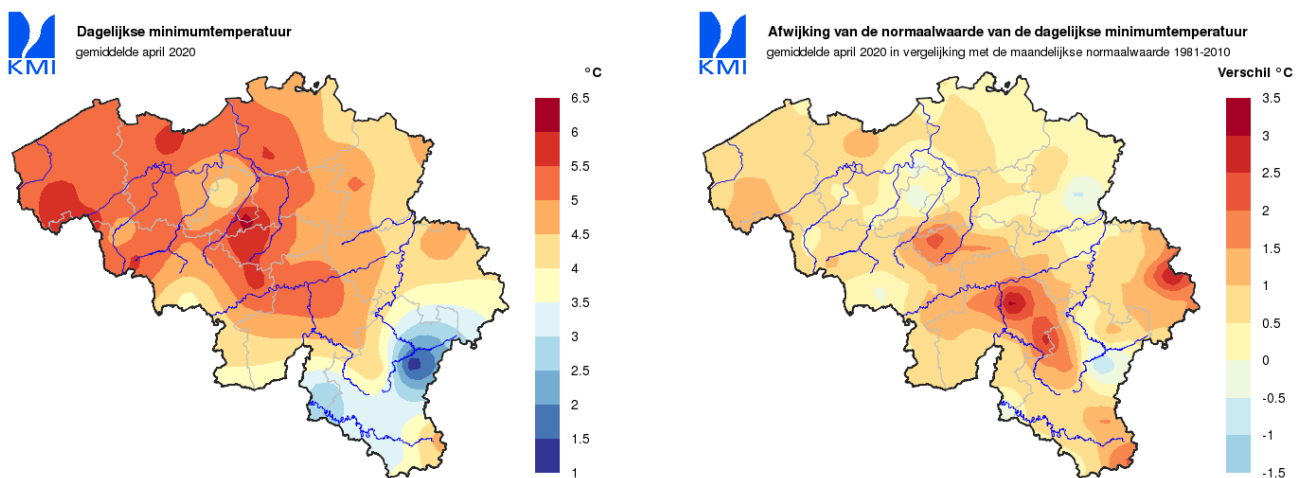 Dagelijkse minimumtemperatuur
gemiddelde april 2020
KMI
°C
6.5
6
5.5
5
4.5
4
3.5
3
2.5
2
1.5
1
Afwijking van de normaalwaarde van de dagelijkse minimumtemperatuur
gemiddelde april 2020 in vergelijking met de maandelijkse normaalwaarde 1981-2010
KMI
Verschil °C
3.5
3
2.5
2
1.5
1
0.5
0
-0.5
-1
-1.5